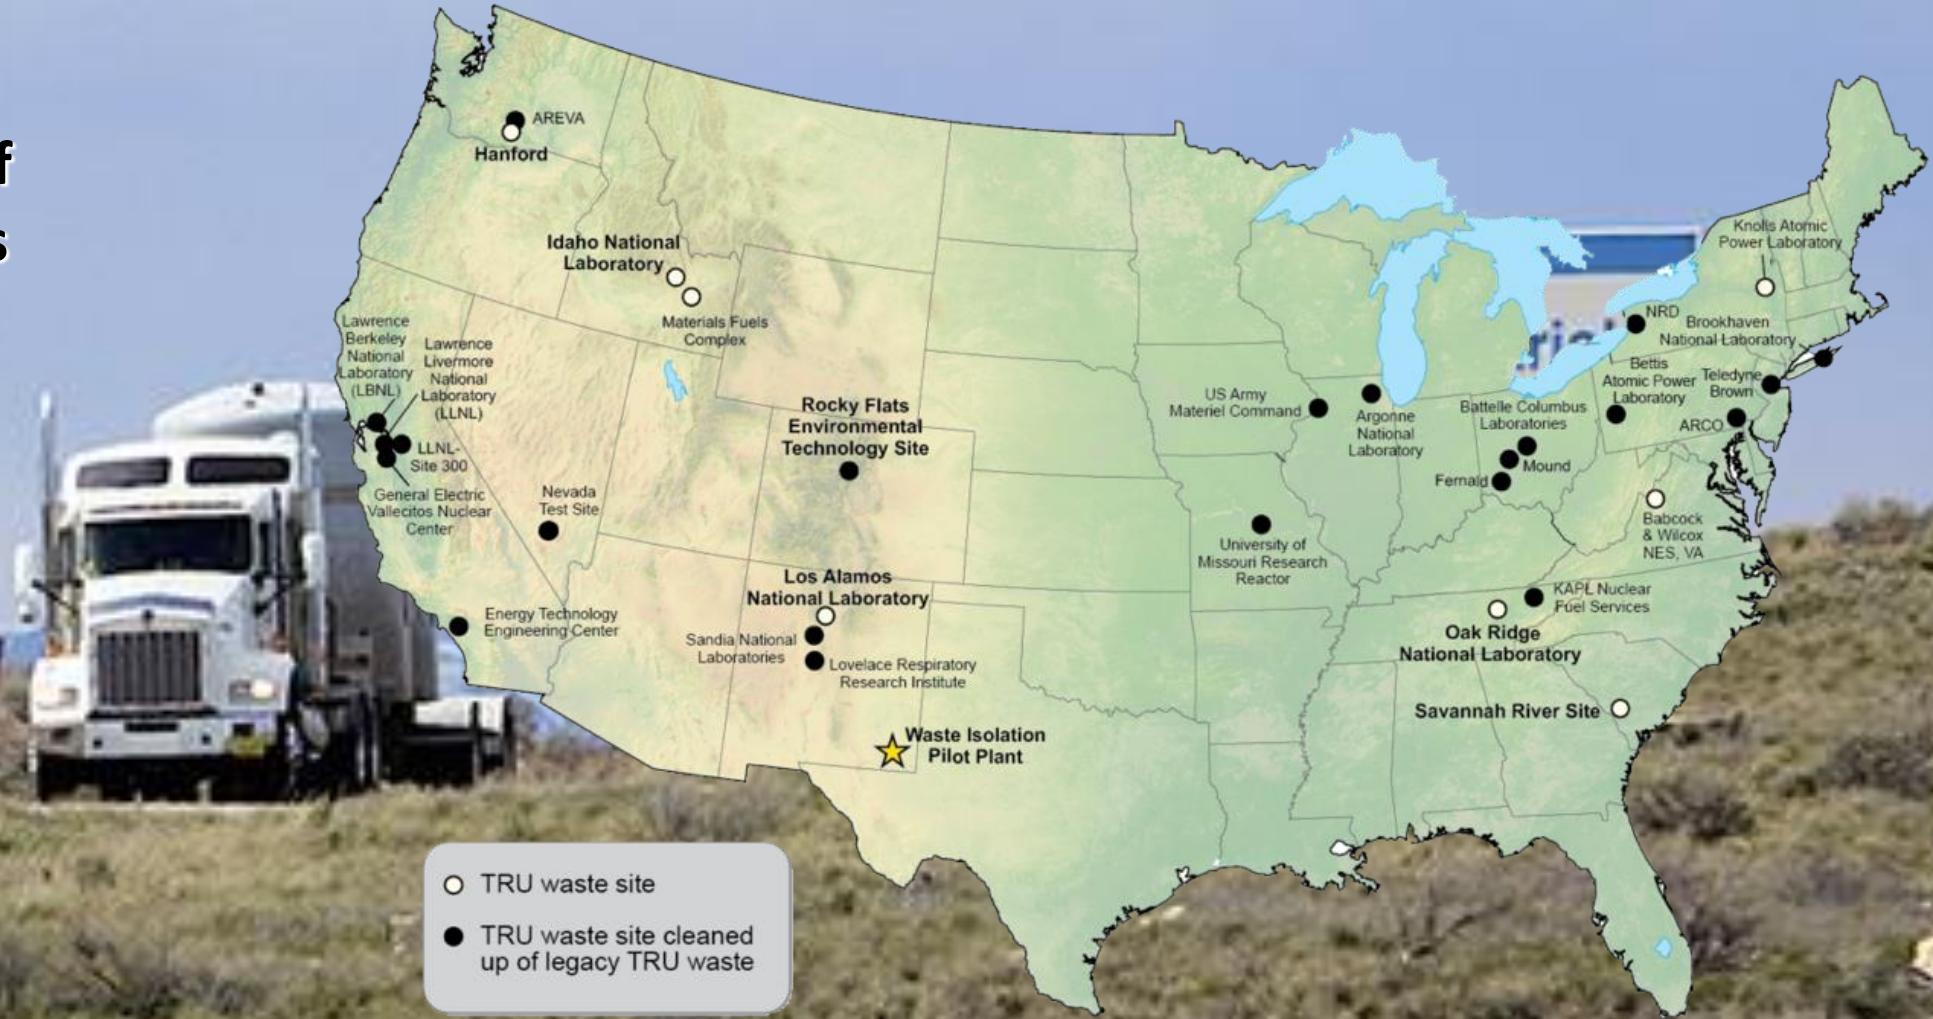 f
s
AREVA
Hanford
Idaho National
Laboratory
Materials Fuels
Complex
Lawrence
Berkeley
National
Laboratory
(LBNL)
Lawrence
Livermore
National
Laboratory
(LLNL)
LLNL-
Site 300
General Electric
Vallecitos Nuclear
Center
Nevada
Test Site
Energy Technology
Engineering Center
Rocky Flats
Environmental
Technology Site
Los Alamos
National Laboratory
Sandia National
Laboratories
Lovelace Respiratory
Research Institute
Waste Isolation
Pilot Plant
US Army
Materiel Command
Argonne
National
Laboratory
University of
Missouri Research
Reactor
Battelle Columbus
Laboratories
Mound
Fernald
Knolls Atomic
Power Laboratory
NRD
Brookhaven
National Laboratory
Bettis
Atomic Power
Laboratory
Teledyne
Brown
ARCO
Babcock
& Wilcox
NES, VA
KAPL Nuclear
Fuel Services
Oak Ridge
National Laboratory
Savannah River Site
TRU waste site
TRU waste site cleaned
up of legacy TRU waste